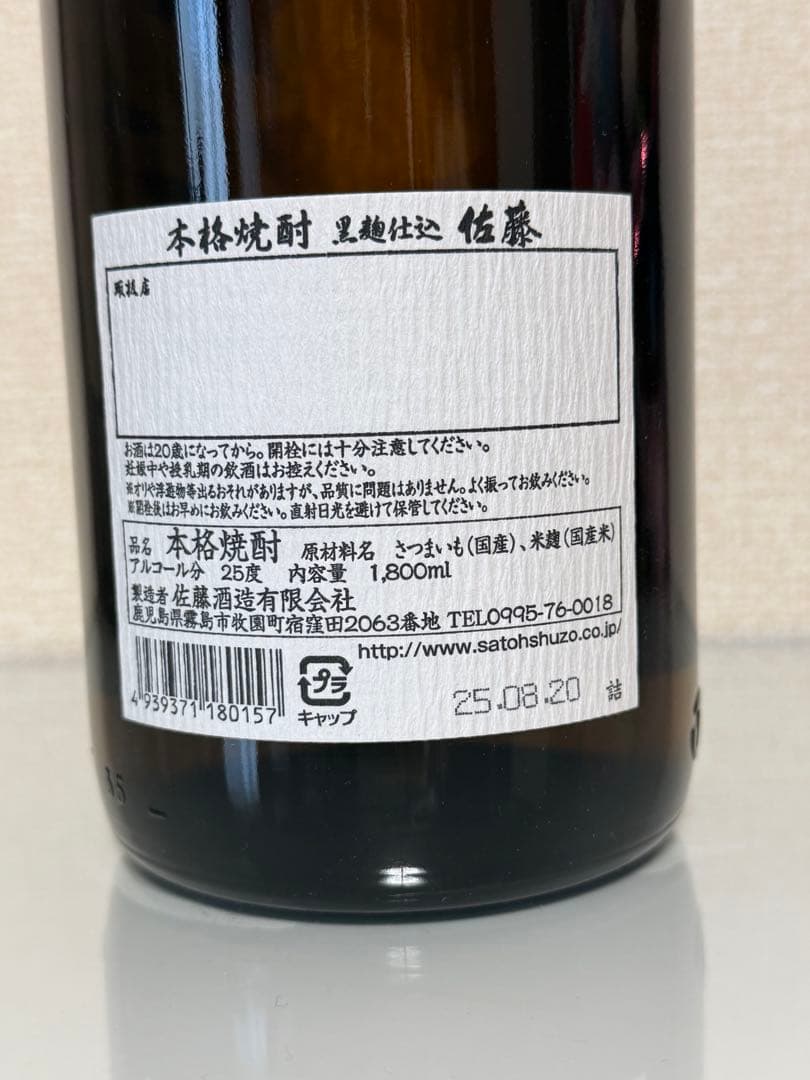 本格焼酎 黒麹仕込 佐藤
取扱店
お酒は20歳になってから。開栓には十分注意してください。
妊娠中や授乳期の飲酒はお控えください。
※オリや浮遊物等出るおそれがありますが、品質に問題はありません。よく振ってお飲みください。
※開栓後はお早めにお飲みください。直射日光を避けて保管してください。
品名 本格焼酎 原材料名 さつまいも(国産)、米麹(国産米)
アルコール分 25度 内容量 1,800ml
製造者 佐藤酒造有限会社
鹿児島県霧島市牧園町宿窪田2063番地 TEL0995-76-0018
http://www.satohshuzo.co.jp/
4 939371 180157
プラ
キャップ
25.08.20 詰